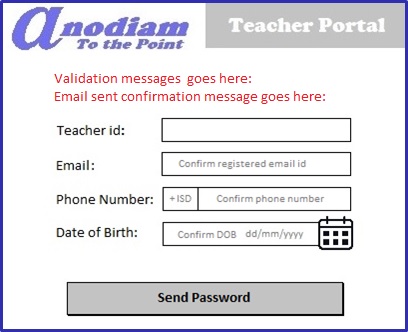 anodiam
To the Point
Teacher Portal
Validation messages goes here:
Email sent confirmation message goes here:
Teacher id:
Email: Confirm registered email id
Phone Number: +ISD Confirm phone number
Date of Birth: Confirm DOB dd/mm/yyyy
Send Password